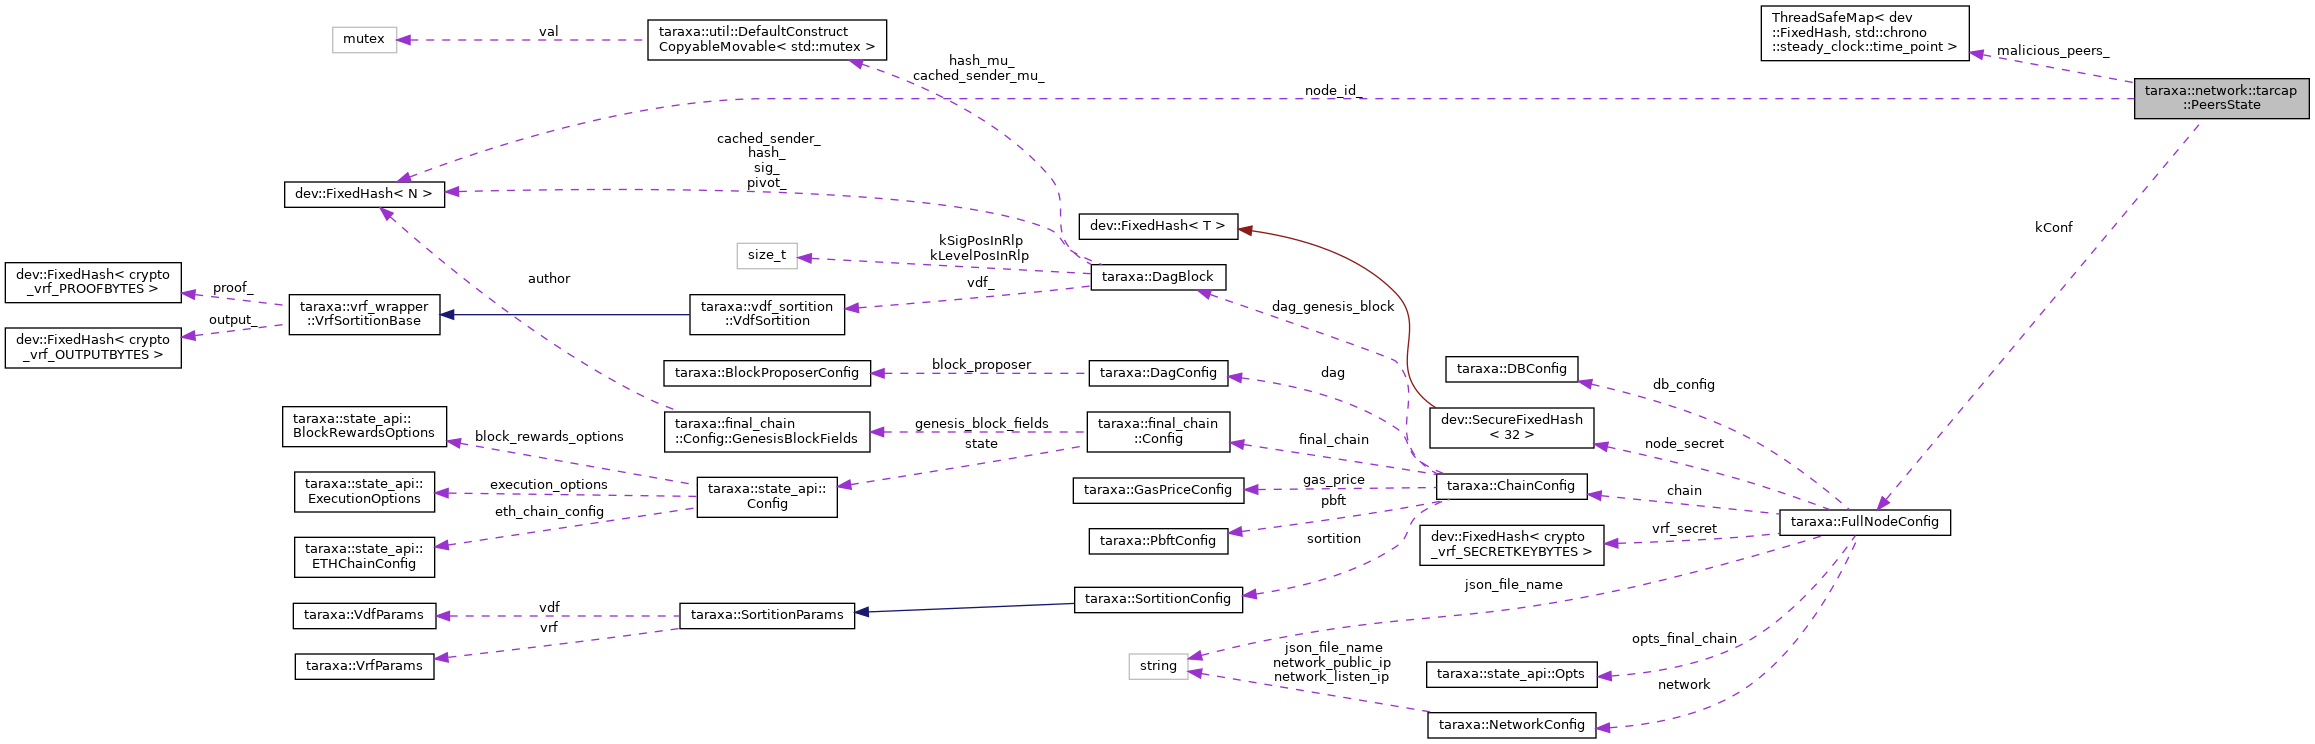 ThreadSafeMap< dev
::FixedHash, std::chrono
::steady_clock::time_point >
malicious_peers_
taraxa::network::tarcap
::PeersState
mutex
val
taraxa::util::DefaultConstruct
CopyableMovable< std::mutex >
hash_mu_
cached_sender_mu_
node_id_
cached_sender_
hash_
sig_
pivot_
dev::FixedHash< N >
dev::FixedHash< T >
kConf
size_t
kSigPosInRlp
kLevelPosInRlp
taraxa::DagBlock
vdf_
author
dev::FixedHash< crypto
_vrf_PROOFBYTES >
proof_
taraxa::vrf_wrapper
::VrfSortitionBase
taraxa::vdf_sortition
::VdfSortition
dag_genesis_block
output_
dev::FixedHash< crypto
_vrf_OUTPUTBYTES >
taraxa::BlockProposerConfig
block_proposer
taraxa::DagConfig
dag
taraxa::DBConfig
db_config
taraxa::state_api::
BlockRewardsOptions
block_rewards_options
taraxa::final_chain
::Config::GenesisBlockFields
genesis_block_fields
state
taraxa::final_chain
::Config
final_chain
dev::SecureFixedHash
< 32 >
node_secret
taraxa::state_api::
ExecutionOptions
execution_options
eth_chain_config
taraxa::state_api::
Config
taraxa::GasPriceConfig
gas_price
pbft
taraxa::ChainConfig
chain
taraxa::FullNodeConfig
taraxa::state_api::
ETHChainConfig
taraxa::PbftConfig
sortition
dev::FixedHash< crypto
_vrf_SECRETKEYBYTES >
vrf_secret
json_file_name
taraxa::VdfParams
vdf
vrf
taraxa::SortitionParams
taraxa::SortitionConfig
taraxa::VrfParams
string
json_file_name
network_public_ip
network_listen_ip
opts_final_chain
taraxa::state_api::Opts
network
taraxa::NetworkConfig